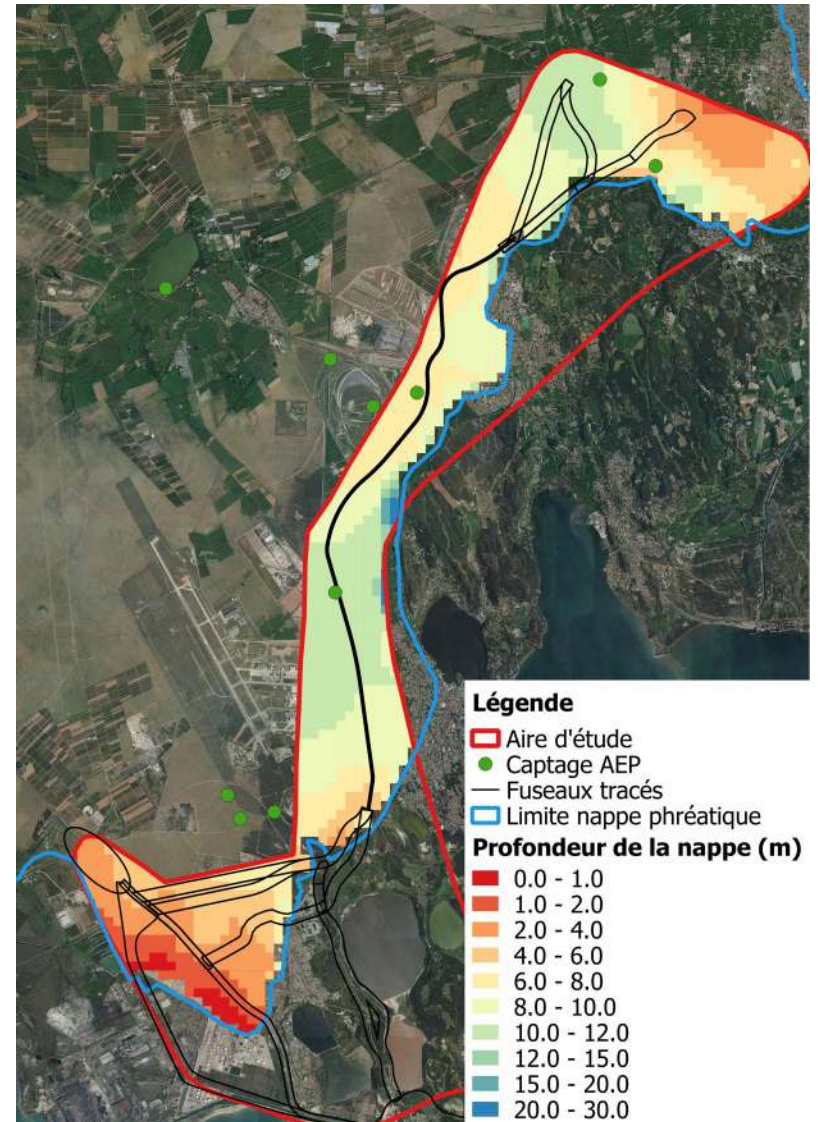 Légende
Aire d'étude
Captage AEP
Fuseaux tracés
Limite nappe phréatique
Profondeur de la nappe (m)
0.0 - 1.0
1.0 - 2.0
2.0 - 4.0
4.0 - 6.0
6.0 - 8.0
8.0 - 10.0
10.0 - 12.0
12.0 - 15.0
15.0 - 20.0
20.0 - 30.0